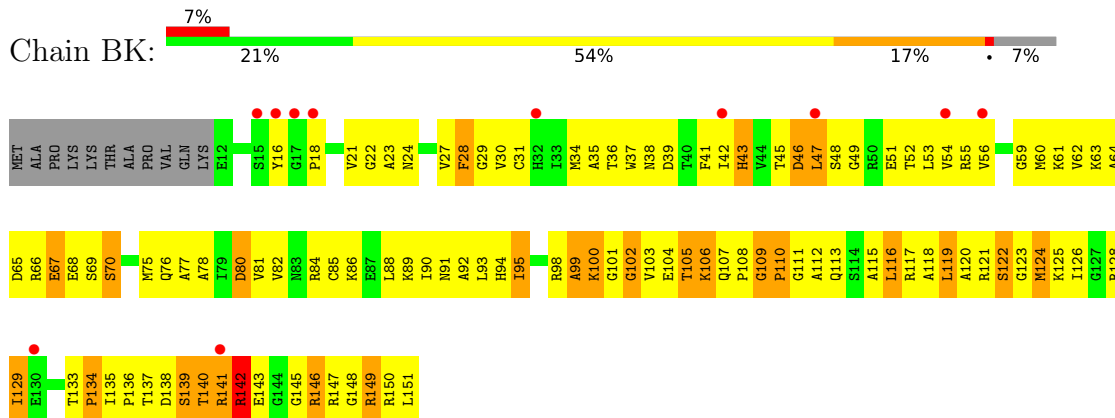 7%
Chain BK:
21% 54% 17% • 7%
MET ALA PRO LYS LYS THR ALA PRO VAL GLN LYS E12 S15 Y16 G17 P18 V21 G22 A23 N24 V27 F28 G29 V30 C31 H32 I33 M34 A35 T36 W37 N38 D39 T40 F41 I42 H43 V44 T45 D46 L47 S48 G49 R50 E51 T52 L53 V54 R55 V56 G59 M60 K61 V62 K63 A64
D65 R66 E67 E68 S69 S70 M75 Q76 A77 A78 I79 D80 V81 V82 N83 R84 C85 K86 E87 L88 K89 I90 N91 A92 L93 H94 I95 R98 A99 K100 G101 G102 V103 E104 T105 K106 Q107 P108 G109 P110 G111 A112 Q113 S114 A115 L116 R117 A118 L119 A120 R121 S122 G123 M124 K125 I126 G127 R128
I129 E130 T133 P134 I135 P136 T137 D138 S139 T140 R141 R142 E143 G144 G145 R146 R147 G148 R149 R150 L151